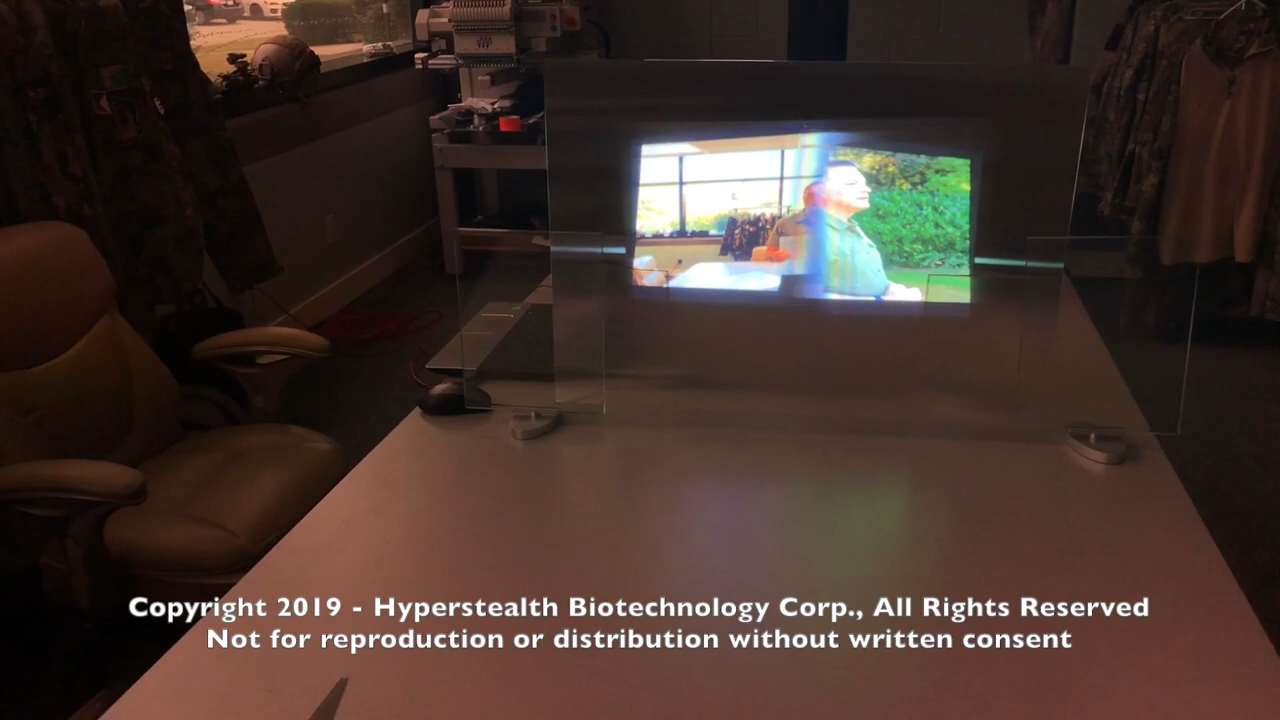 Copyright 2019 - Hyperstealth Biotechnology Corp., All Rights Reserved
Not for reproduction or distribution without written consent